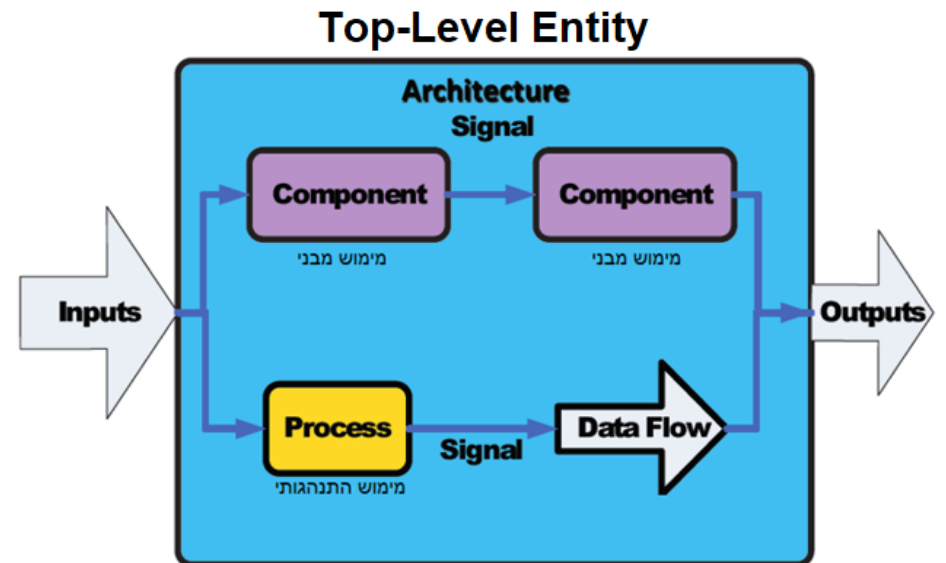 Top-Level Entity
Architecture
Signal
Component
Component
מימוש מבני
מימוש מבני
Inputs
Outputs
Process
Signal
Data Flow
מימוש התנהגותי